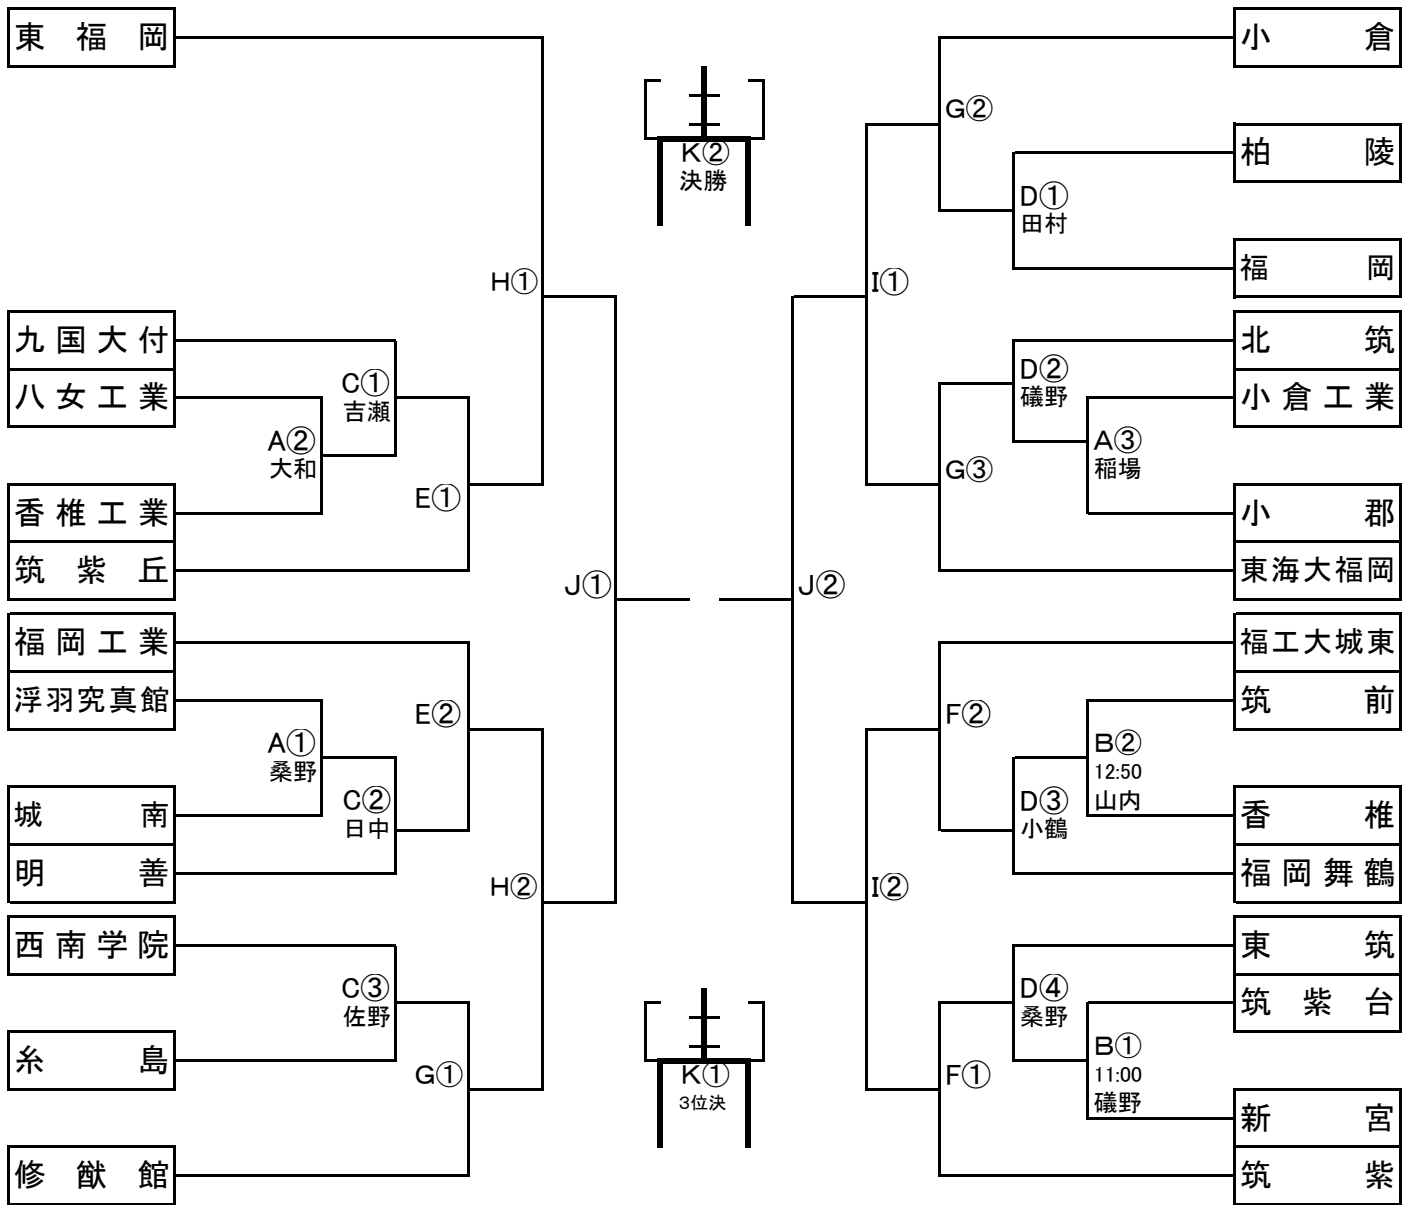 東福岡
九国大付
八女工業
香椎工業
筑紫丘
福岡工業
浮羽究真館
城南
明善
西南学院
糸島
修猷館
A②
大和
C①
吉瀬
E①
H①
A①
桑野
C②
日中
E②
C③
佐野
G①
H②
J①
K②
決勝
K①
3位決
J②
I①
G②
D①
田村
G③
D②
礒野
A③
稲場
I②
F②
D③
小鶴
B②
12:50
山内
F①
D④
桑野
B①
11:00
礒野
小倉
柏陵
福岡
北筑
小倉工業
小郡
東海大福岡
福工大城東
筑前
香椎
福岡舞鶴
東筑
筑紫台
新宮
筑紫